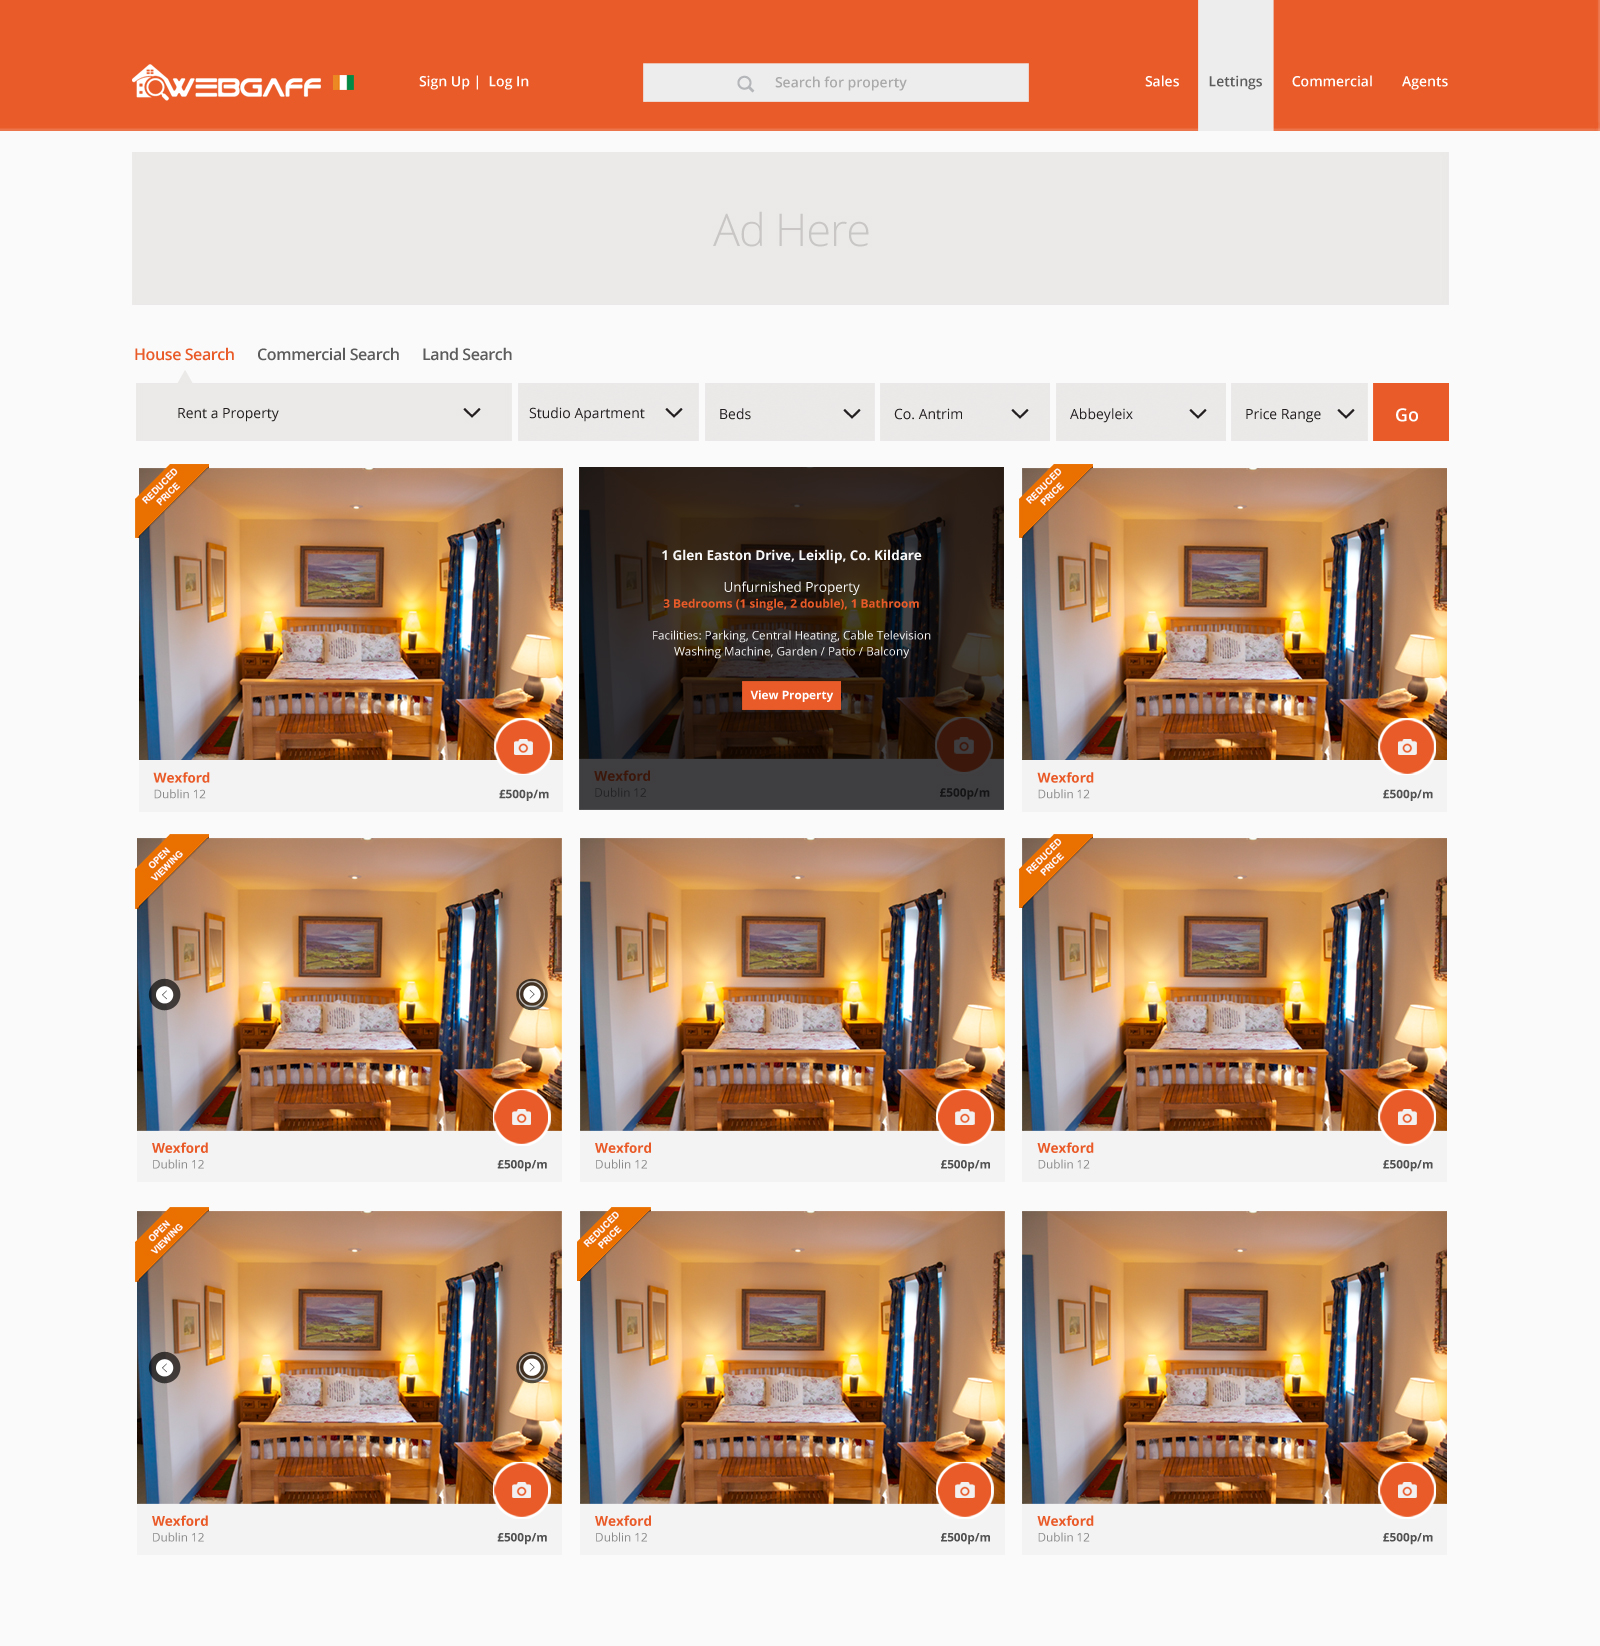 WEBGAFF
Sign Up | Log In
Search for property
Sales
Lettings
Commercial
Agents
Ad Here
House Search
Commercial Search
Land Search
Rent a Property
Studio Apartment
Beds
Co. Antrim
Abbeyleix
Price Range
Go
REDUCED
PRICE
Wexford
Dublin 12
£500p/m
1 Glen Easton Drive, Leixlip, Co. Kildare
Unfurnished Property
3 Bedrooms (1 single, 2 double), 1 Bathroom
Facilities: Parking, Central Heating, Cable Television
Washing Machine, Garden / Patio / Balcony
View Property
Wexford
Dublin 12
£500p/m
REDUCED
PRICE
Wexford
Dublin 12
£500p/m
OPEN
VIEWING
Wexford
Dublin 12
£500p/m
Wexford
Dublin 12
£500p/m
REDUCED
PRICE
Wexford
Dublin 12
£500p/m
OPEN
VIEWING
Wexford
Dublin 12
£500p/m
REDUCED
PRICE
Wexford
Dublin 12
£500p/m
Wexford
Dublin 12
£500p/m